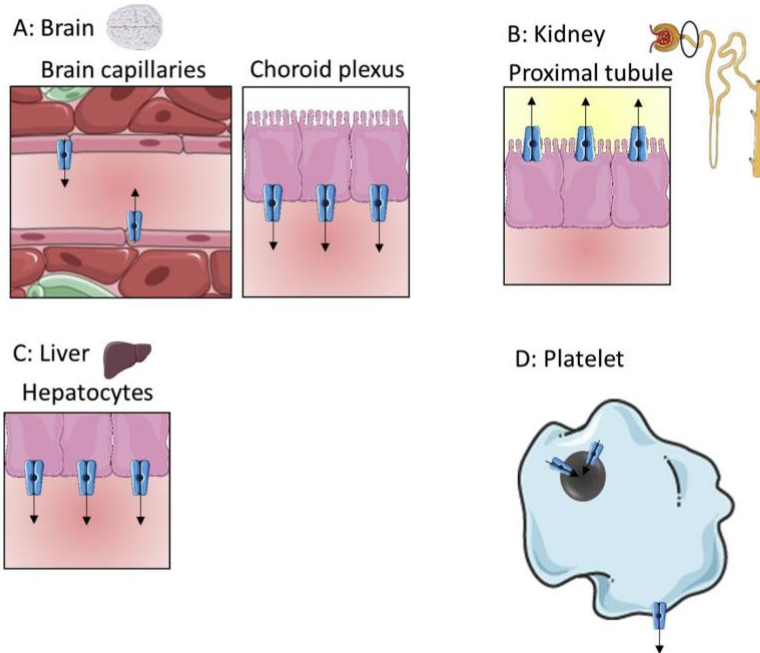 A: Brain
Brain capillaries
Choroid plexus
B: Kidney
Proximal tubule
C: Liver
Hepatocytes
D: Platelet